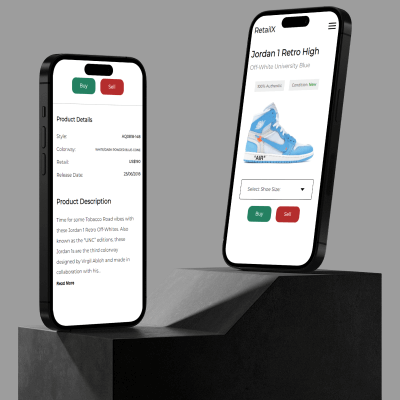 Buy Sell
Product Details
Style: AQ0818-148
Colorway:
Retail: US$190
Release Date: 23/06/2018
Product Description
Time for some Tobacco Road vibes with
these Jordan 1 Retro Off-Whites. Also
known as the "UNC" editions, these
Jordan 1s are the third colorway
designed by Virgil Abloh and made in
collaboration with his..
Read More
RetailX
Jordan 1 Retro High
Off-White University Blue
100% Authentic Condition: New
"AIR"
Select Shoe Size:
Buy Sell